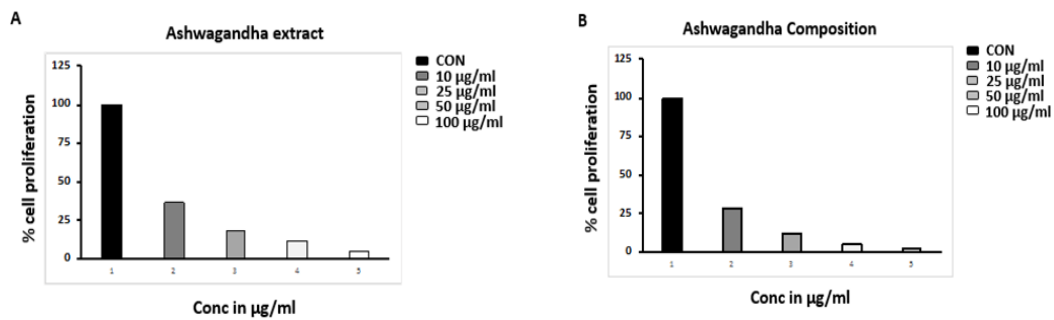 A
Ashwagandha extract
125
100
75
50
25
0
% cell proliferation
1 2 3 4 5
Conc in µg/ml
CON
10 µg/ml
25 µg/ml
50 µg/ml
100 µg/ml
B
Ashwagandha Composition
125
100
75
50
25
0
% cell proliferation
1 2 3 4 5
Conc in µg/ml
CON
10 µg/ml
25 µg/ml
50 µg/ml
100 µg/ml